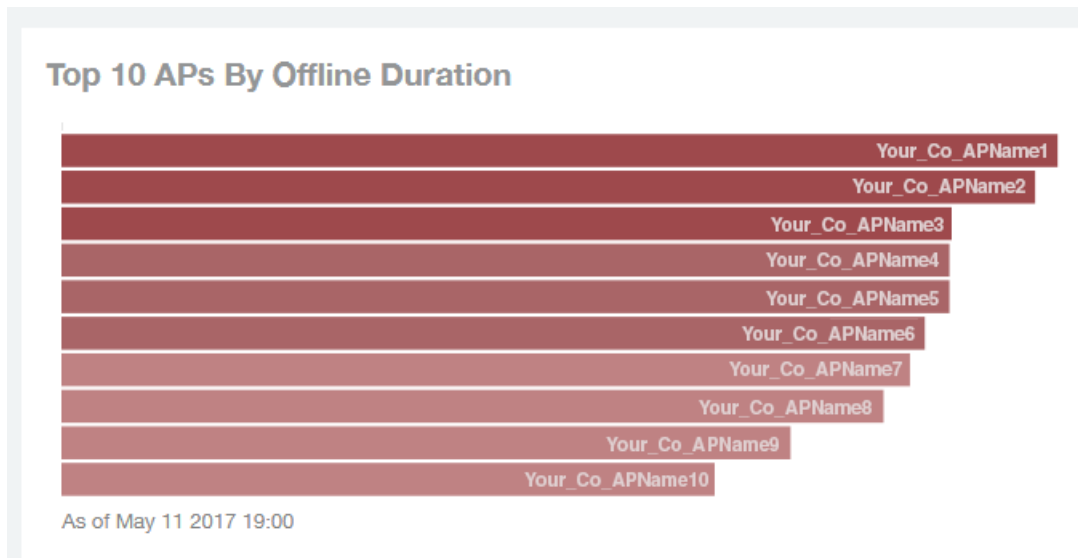 Top 10 APs By Offline Duration
Your_Co_APName1
Your_Co_APName2
Your_Co_APName3
Your_Co_APName4
Your_Co_APName5
Your_Co_APName6
Your_Co_APName7
Your_Co_APName8
Your_Co_APName9
Your_Co_APName10
As of May 11 2017 19:00